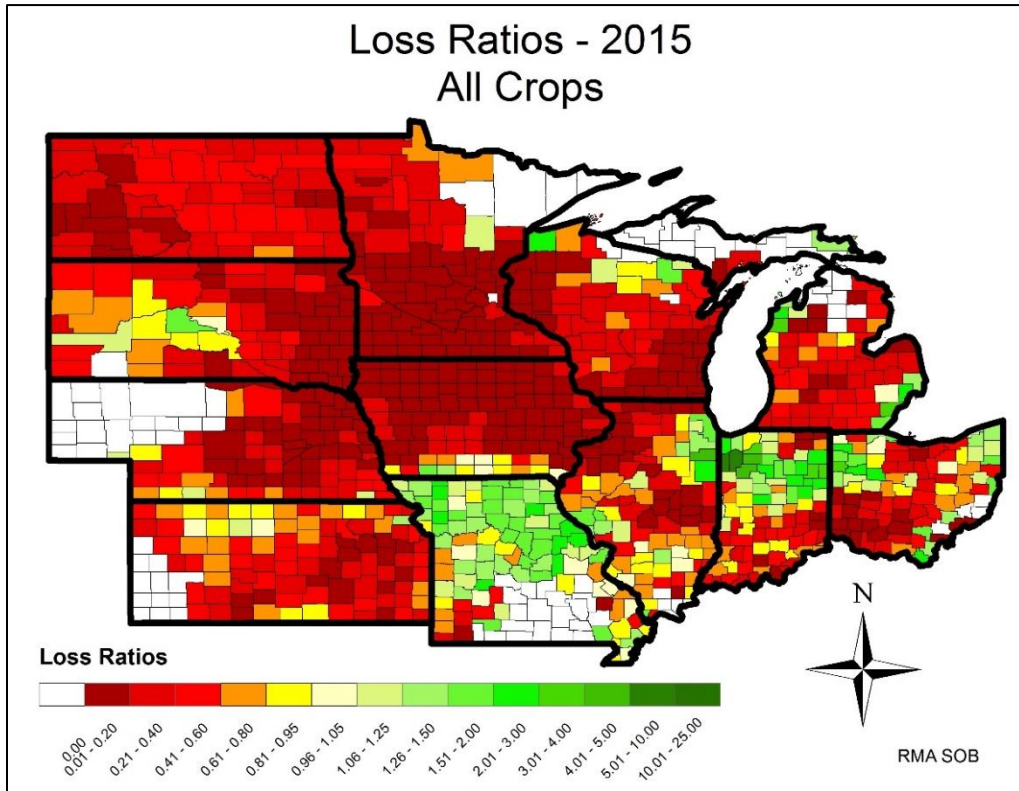 Loss Ratios - 2015
All Crops
N
Loss Ratios
0.00
0.01 - 0.20
0.21 - 0.40
0.41 - 0.60
0.61 - 0.80
0.81 - 0.95
0.96 - 1.05
1.06 - 1.25
1.26 - 1.50
1.51 - 2.00
2.01 - 3.00
3.01 - 4.00
4.01 - 5.00
5.01 - 10.00
10.01 - 25.00
RMA SOB